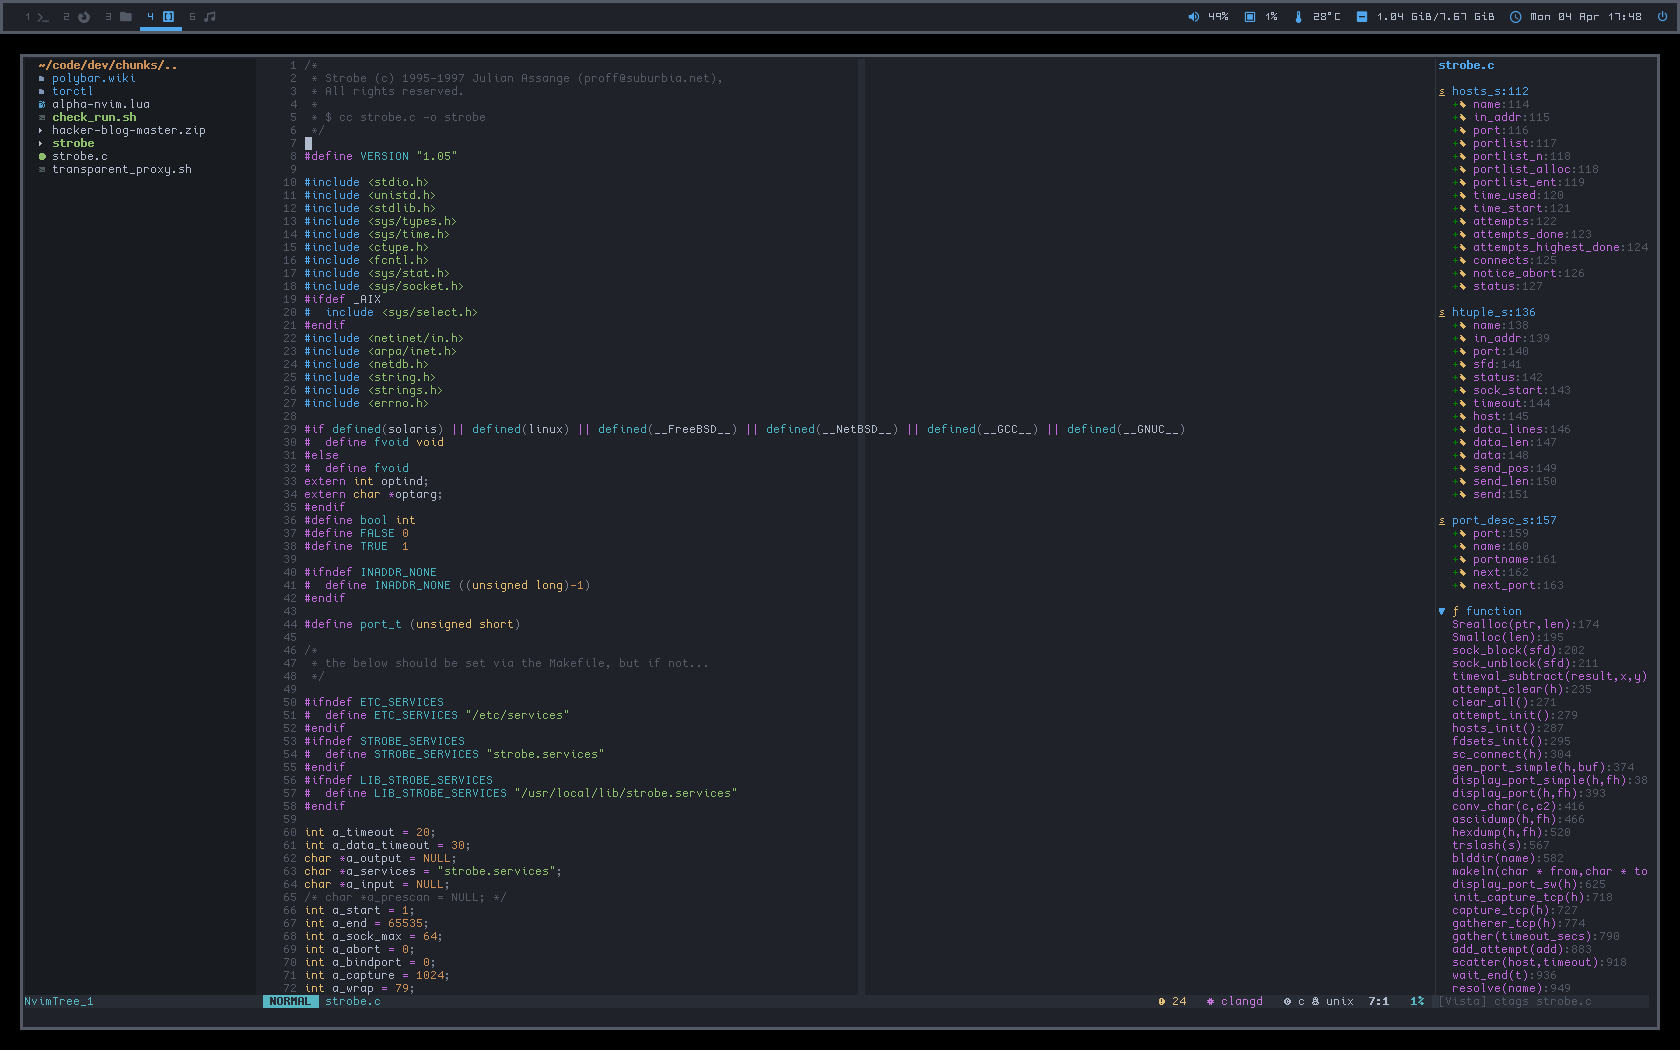 1 2 3 4 6 49% 1% 28°C 1.04 GiB/7.67 GiB Mon 04 Apr 17:48
~/code/dev/chunks/..
polybar.wiki
torctl
alpha-nvim.lua
check_run.sh
hacker-blog-master.zip
strobe
strobe.c
transparent_proxy.sh
1 /*
2  * Strobe (c) 1995-1997 Julian Assange (proff@suburbia.net),
3  * All rights reserved.
4  *
5  * $ cc strobe.c -o strobe
6  */
7
8 #define VERSION "1.05"
9
10 #include <stdio.h>
11 #include <unistd.h>
12 #include <stdlib.h>
13 #include <sys/types.h>
14 #include <sys/time.h>
15 #include <ctype.h>
16 #include <fcntl.h>
17 #include <sys/stat.h>
18 #include <sys/socket.h>
19 #ifdef _AIX
20 #  include <sys/select.h>
21 #endif
22 #include <netinet/in.h>
23 #include <arpa/inet.h>
24 #include <netdb.h>
25 #include <string.h>
26 #include <strings.h>
27 #include <errno.h>
28
29 #if defined(solaris) || defined(linux) || defined(__FreeBSD__) || defined(__NetBSD__) || defined(__GCC__) || defined(__GNUC__)
30 #  define fvoid void
31 #else
32 #  define fvoid
33 extern int optind;
34 extern char *optarg;
35 #endif
36 #define bool int
37 #define FALSE 0
38 #define TRUE  1
39
40 #ifndef INADDR_NONE
41 #  define INADDR_NONE ((unsigned long)-1)
42 #endif
43
44 #define port_t (unsigned short)
45
46 /*
47  * the below should be set via the Makefile, but if not...
48  */
49
50 #ifndef ETC_SERVICES
51 #  define ETC_SERVICES "/etc/services"
52 #endif
53 #ifndef STROBE_SERVICES
54 #  define STROBE_SERVICES "strobe.services"
55 #endif
56 #ifndef LIB_STROBE_SERVICES
57 #  define LIB_STROBE_SERVICES "/usr/local/lib/strobe.services"
58 #endif
59
60 int a_timeout = 20;
61 int a_data_timeout = 30;
62 char *a_output = NULL;
63 char *a_services = "strobe.services";
64 char *a_input = NULL;
65 /* char *a_prescan = NULL; */
66 int a_start = 1;
67 int a_end = 65535;
68 int a_sock_max = 64;
69 int a_abort = 0;
70 int a_bindport = 0;
71 int a_capture = 1024;
72 int a_wrap = 79;
strobe.c
s hosts_s:112
+ name:114
+ in_addr:115
+ port:116
+ portlist:117
+ portlist_n:118
+ portlist_alloc:118
+ portlist_ent:119
+ time_used:120
+ time_start:121
+ attempts:122
+ attempts_done:123
+ attempts_highest_done:124
+ connects:125
+ notice_abort:126
+ status:127
s htuple_s:136
+ name:138
+ in_addr:139
+ port:140
+ sfd:141
+ status:142
+ sock_start:143
+ timeout:144
+ host:145
+ data_lines:146
+ data_len:147
+ data:148
+ send_pos:149
+ send_len:150
+ send:151
s port_desc_s:157
+ port:159
+ name:160
+ portname:161
+ next:162
+ next_port:163
▼ ƒ function
Srealloc(ptr,len):174
Smalloc(len):195
sock_block(sfd):202
sock_unblock(sfd):211
timeval_subtract(result,x,y)
attempt_clear(h):235
clear_all():271
attempt_init():279
hosts_init():287
fdsets_init():295
sc_connect(h):304
gen_port_simple(h,buf):374
display_port_simple(h,fh):38
display_port(h,fh):393
conv_char(c,c2):416
asciidump(h,fh):466
hexdump(h,fh):520
trslash(s):567
blddir(name):582
makeln(char * from,char * to
display_port_sw(h):625
init_capture_tcp(h):718
capture_tcp(h):727
gatherer_tcp(h):774
gather(timeout_secs):790
add_attempt(add):883
scatter(host,timeout):918
wait_end(t):936
resolve(name):949
NvimTree_1 NORMAL strobe.c 24 clangd c unix 7:1 1% [Vista] ctags strobe.c